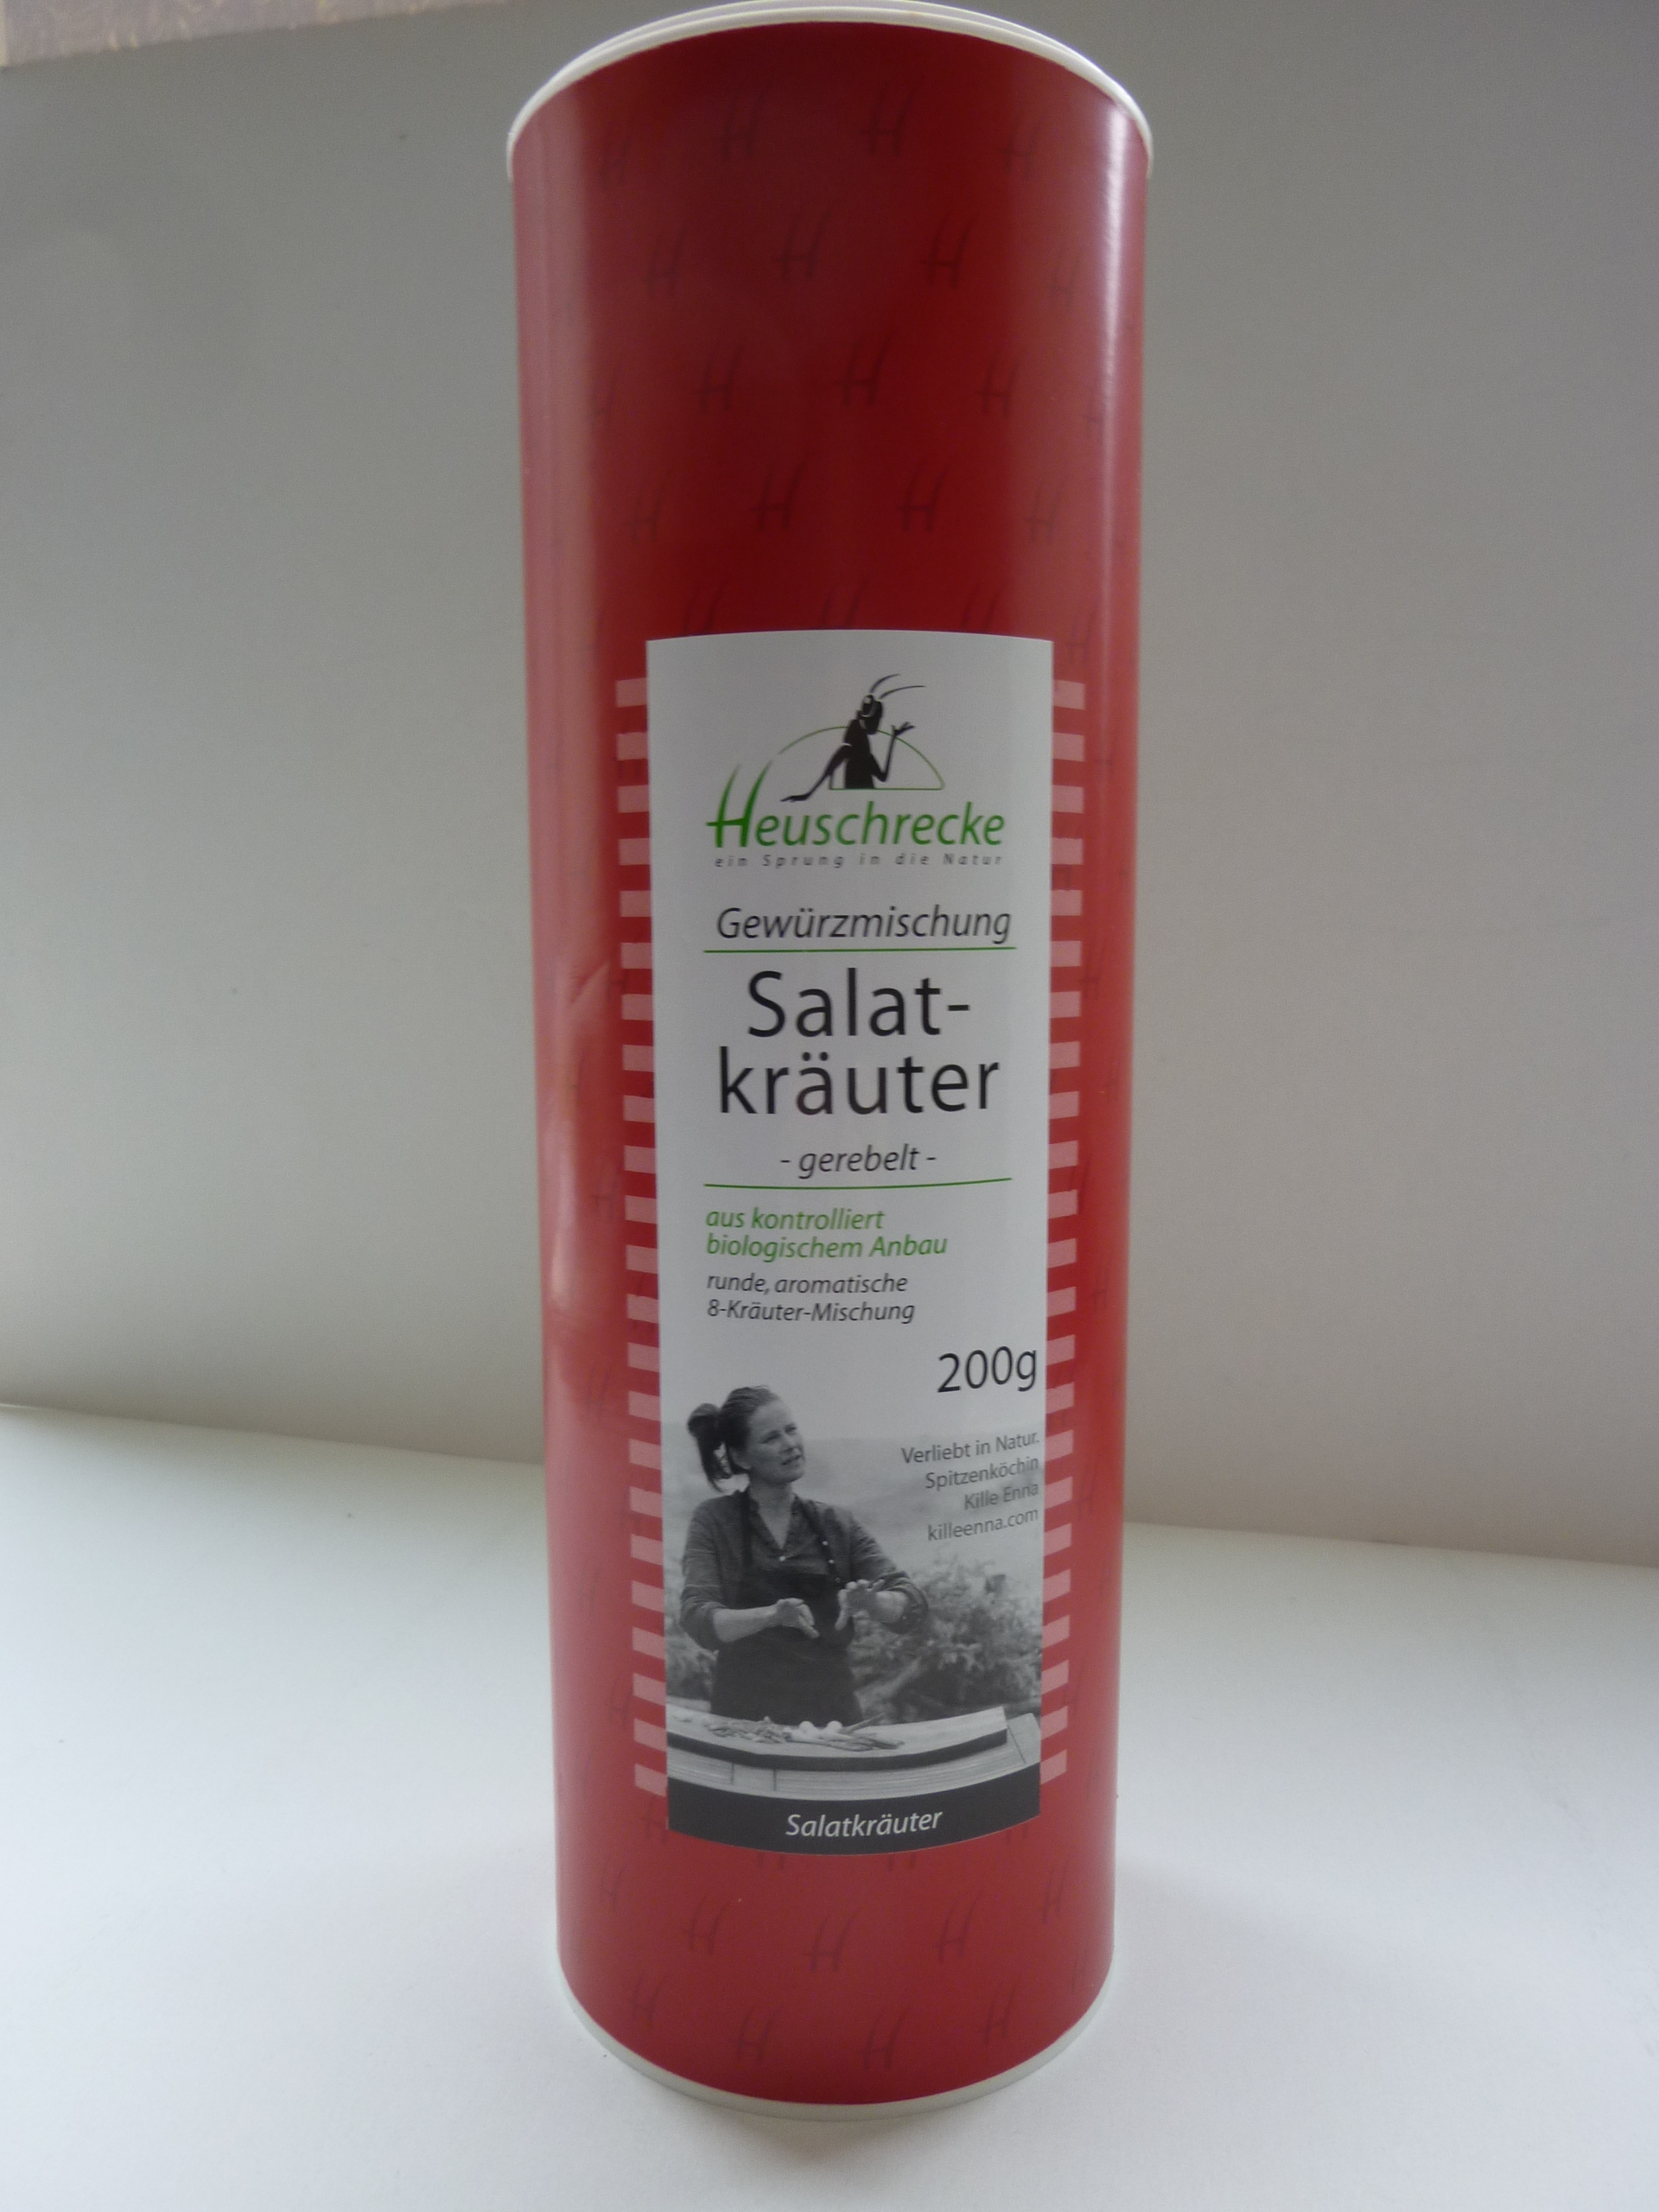 Heuschrecke
ein Sprung in die Natur
Gewürzmischung
Salat-
kräuter
- gerebelt -
aus kontrolliert
biologischem Anbau
runde, aromatische
8-Kräuter-Mischung
200g
Verliebt in Natur.
Spitzenköchin
Kille Enna
killeenna.com
Salatkräuter